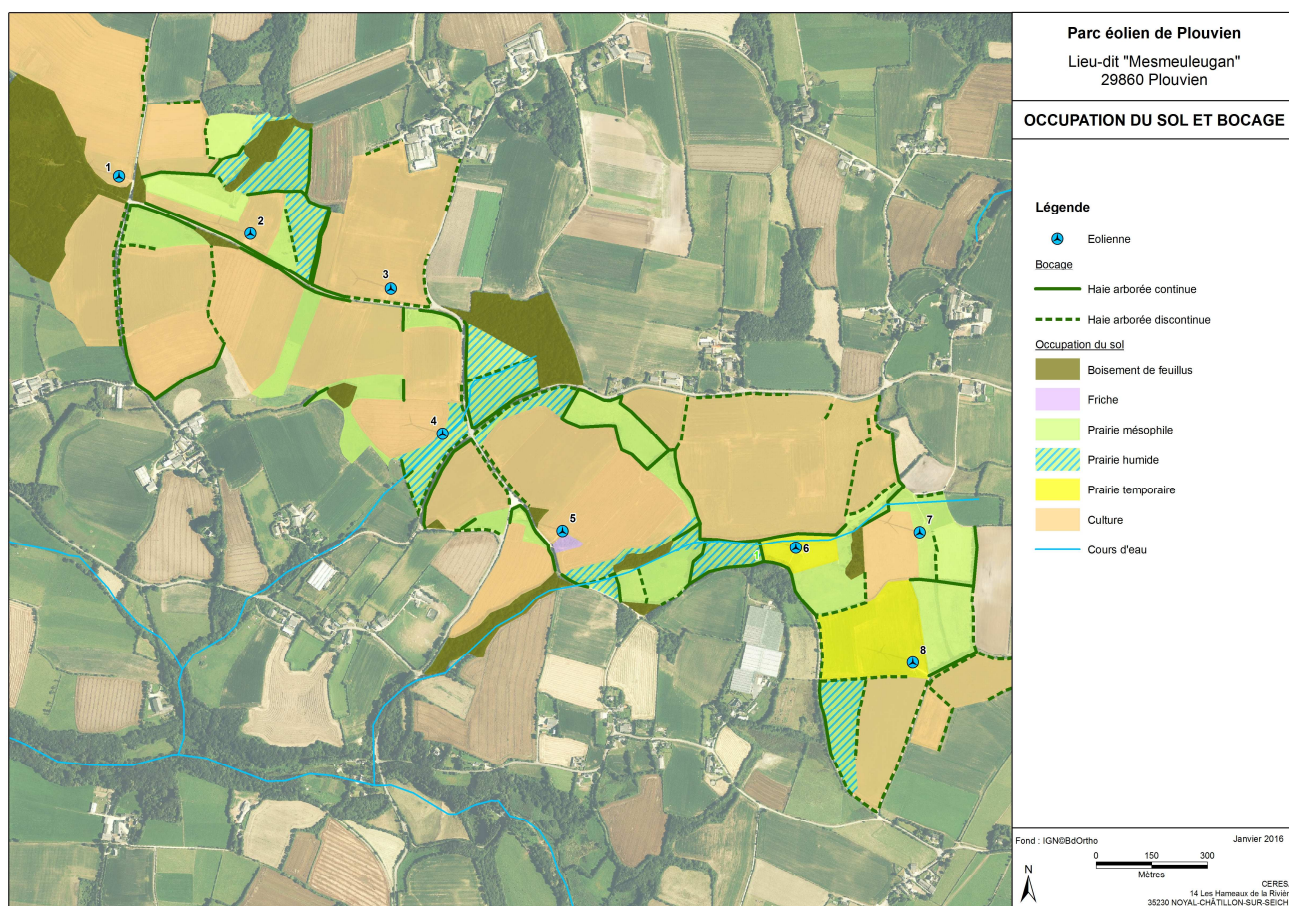 Parc éolien de Plouvien
Lieu-dit "Mesmeuleugan"
29860 Plouvien
OCCUPATION DU SOL ET BOCAGE
Légende
Eolienne
Bocage
Haie arborée continue
Haie arborée discontinue
Occupation du sol
Boisement de feuillus
Friche
Prairie mésophile
Prairie humide
Prairie temporaire
Culture
Cours d'eau
1
2
3
4
5
6
7
8
Fond : IGN©BdOrtho
Janvier 2016
0 150 300
Mètres
N
CERESA
14 Les Hameaux de la Rivièr
35230 NOYAL-CHÂTILLON-SUR-SEICH